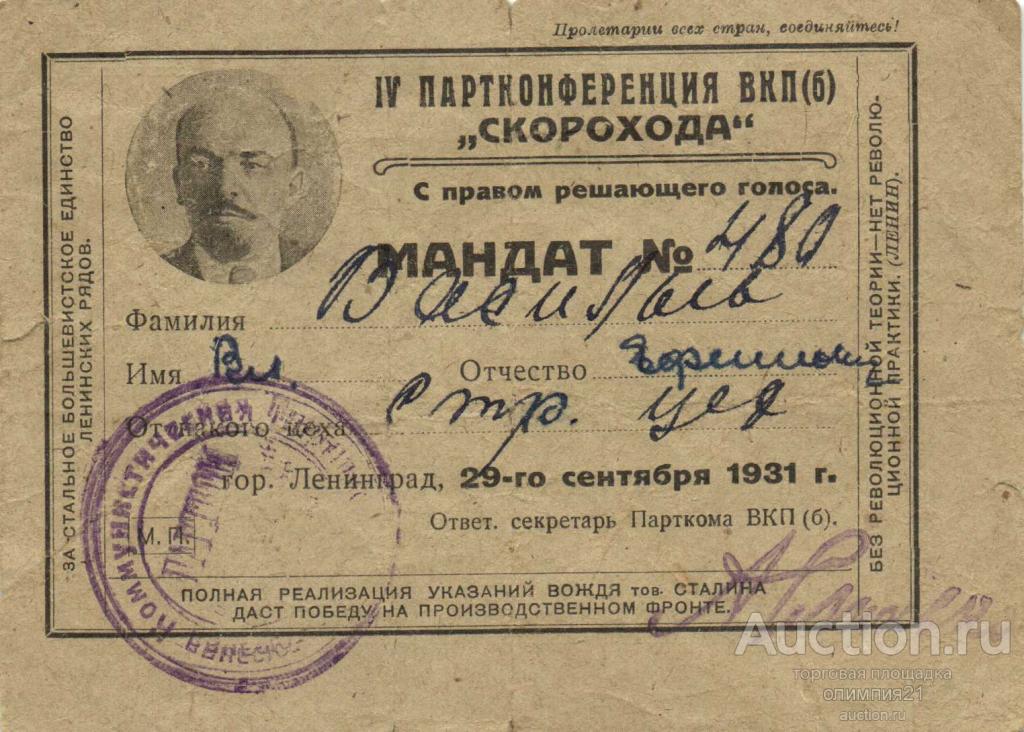 Пролетарии всех стран, соединяйтесь!
IV ПАРТКОНФЕРЕНЦИЯ ВКП(б)
„СКОРОХОДА“
С правом решающего голоса.
МАНДАТ № 480
Фамилия Васильев
Имя Вл. Отчество
От какого цеха Стр. цех
гор. Ленинград, 29-го сентября 1931 г.
Ответ. секретарь Парткома ВКП (б).
М. П.
ПОЛНАЯ РЕАЛИЗАЦИЯ УКАЗАНИЙ ВОЖДЯ тов. СТАЛИНА
ДАСТ ПОБЕДУ НА ПРОИЗВОДСТВЕННОМ ФРОНТЕ.
ЗА СТАЛЬНОЕ БОЛЬШЕВИСТСКОЕ ЕДИНСТВО
ЛЕНИНСКИХ РЯДОВ.
БЕЗ РЕВОЛЮЦИОННОЙ ТЕОРИИ—НЕТ РЕВОЛЮ-
ЦИОННОЙ ПРАКТИКИ. (ЛЕНИН).
КОММУНИСТИЧЕСКАЯ
Auction.ru
торговая площадка
олимпия21
auction.ru